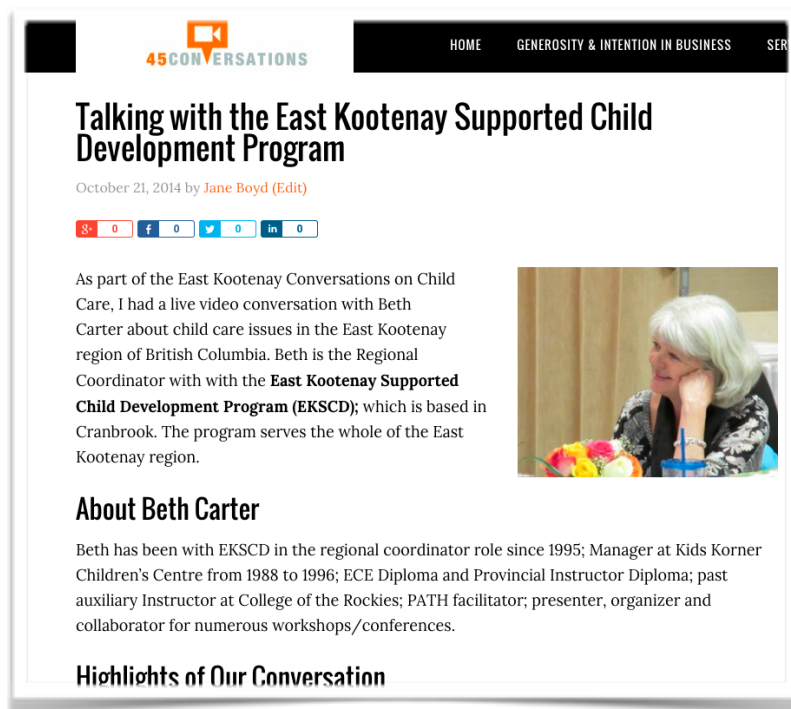 45CONVERSATIONS
HOME GENEROSITY & INTENTION IN BUSINESS SER
Talking with the East Kootenay Supported Child
Development Program
October 21, 2014 by Jane Boyd (Edit)
8+ 0 f 0 0 in 0
As part of the East Kootenay Conversations on Child
Care, I had a live video conversation with Beth
Carter about child care issues in the East Kootenay
region of British Columbia. Beth is the Regional
Coordinator with with the East Kootenay Supported
Child Development Program (EKSCD); which is based in
Cranbrook. The program serves the whole of the East
Kootenay region.
About Beth Carter
Beth has been with EKSCD in the regional coordinator role since 1995; Manager at Kids Korner
Children’s Centre from 1988 to 1996; ECE Diploma and Provincial Instructor Diploma; past
auxiliary Instructor at College of the Rockies; PATH facilitator; presenter, organizer and
collaborator for numerous workshops/conferences.
Highlights of Our Conversation